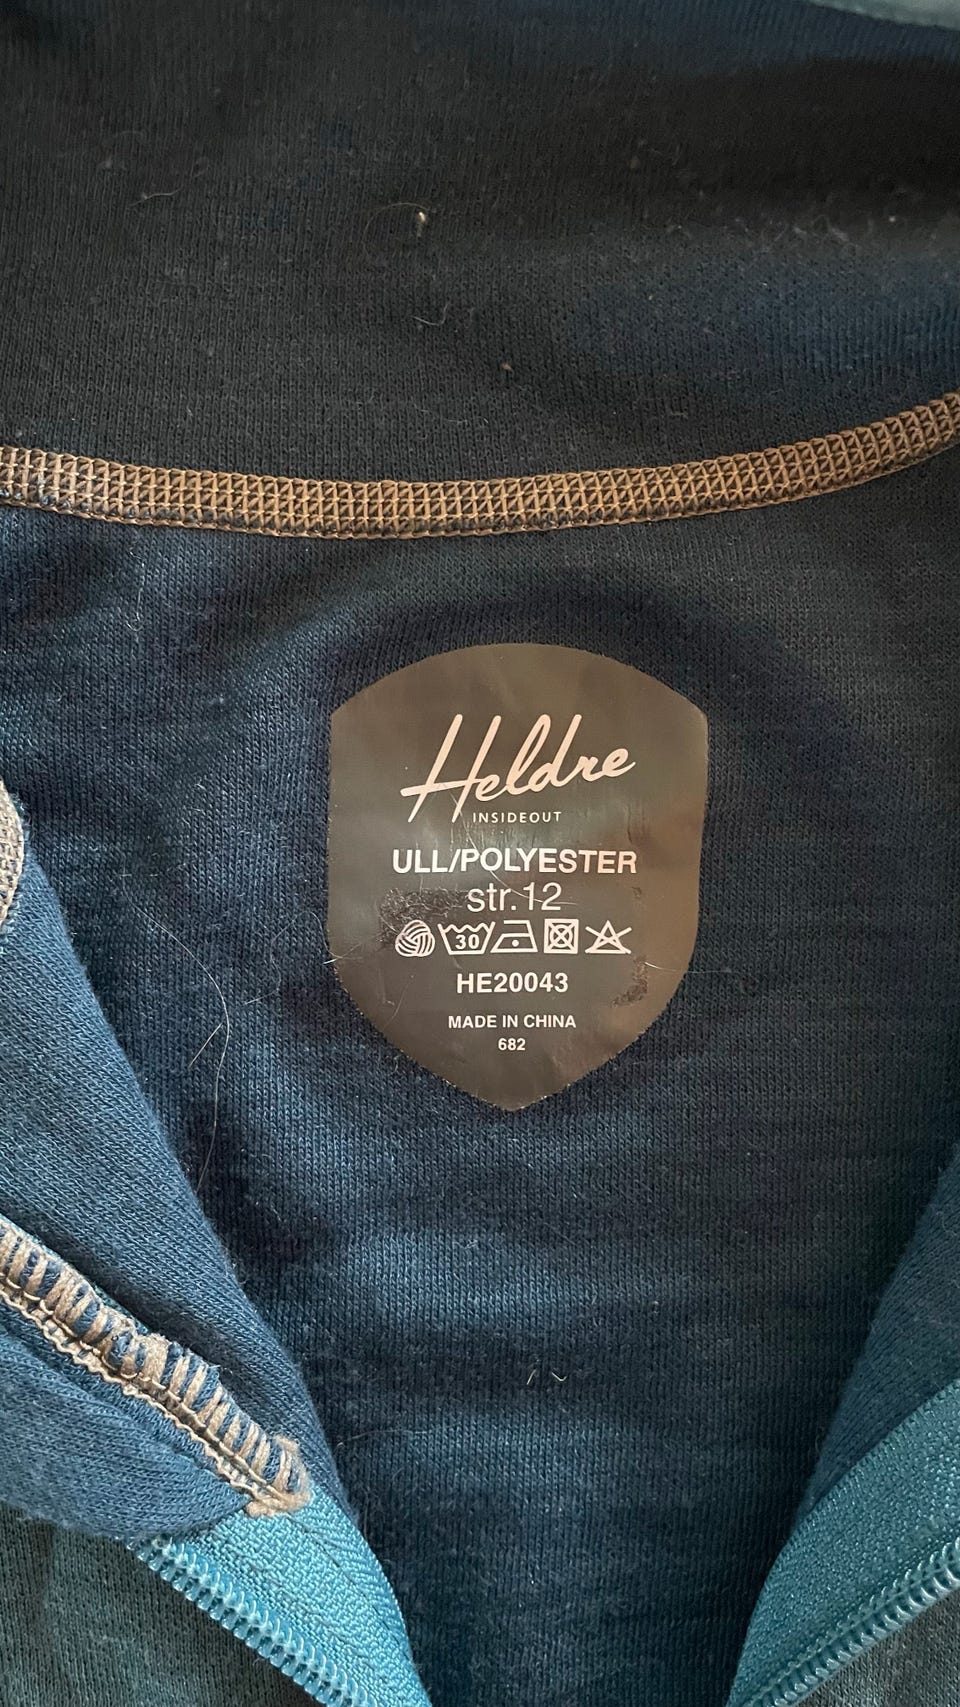 Heldre
INSIDEOUT
ULL/POLYESTER
str.12
30
HE20043
MADE IN CHINA
682